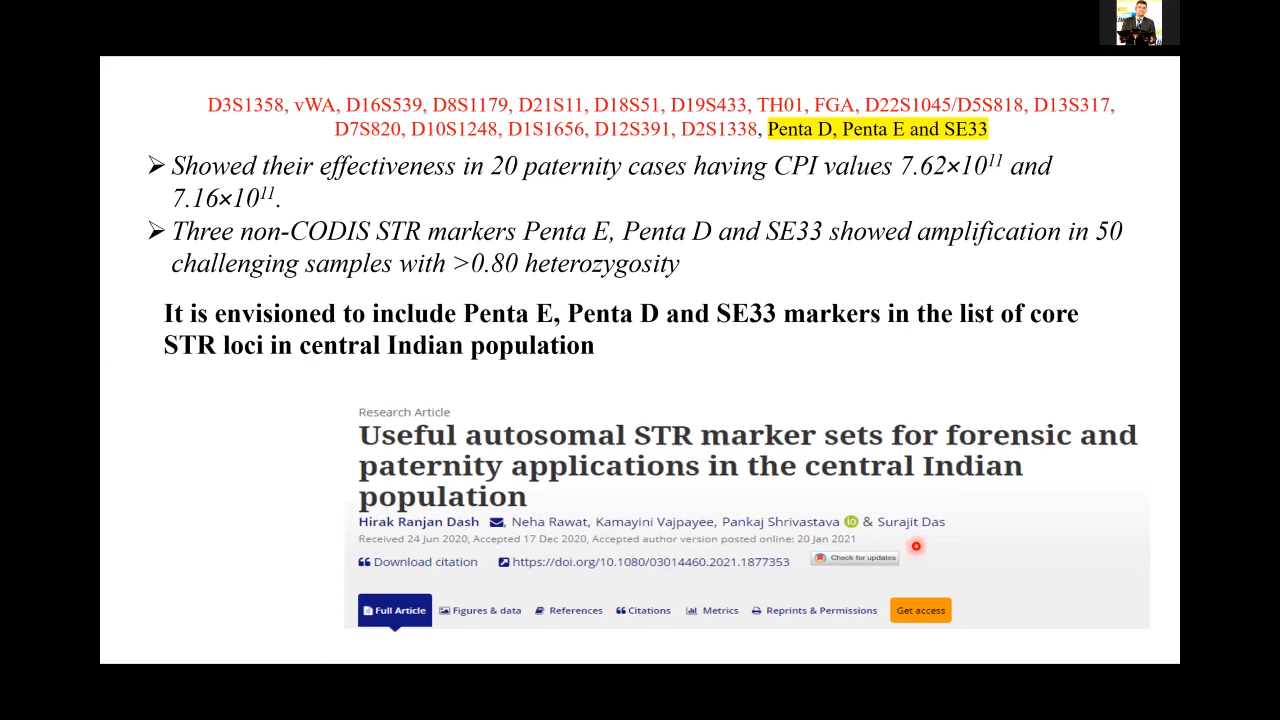 D3S1358, vWA, D16S539, D8S1179, D21S11, D18S51, D19S433, TH01, FGA, D22S1045/D5S818, D13S317,
D7S820, D10S1248, D1S1656, D12S391, D2S1338, Penta D, Penta E and SE33
➢ Showed their effectiveness in 20 paternity cases having CPI values 7.62×10¹¹ and
7.16×10¹¹.
➢ Three non-CODIS STR markers Penta E, Penta D and SE33 showed amplification in 50
challenging samples with >0.80 heterozygosity
It is envisioned to include Penta E, Penta D and SE33 markers in the list of core
STR loci in central Indian population
Research Article
Useful autosomal STR marker sets for forensic and
paternity applications in the central Indian
population
Hirak Ranjan Dash, Neha Rawat, Kamayini Vajpayee, Pankaj Shrivastava iD & Surajit Das
Received 24 Jun 2020, Accepted 17 Dec 2020, Accepted author version posted online: 20 Jan 2021
Download citation https://doi.org/10.1080/03014460.2021.1877353 Check for updates
Full Article Figures & data References Citations Metrics Reprints & Permissions Get access